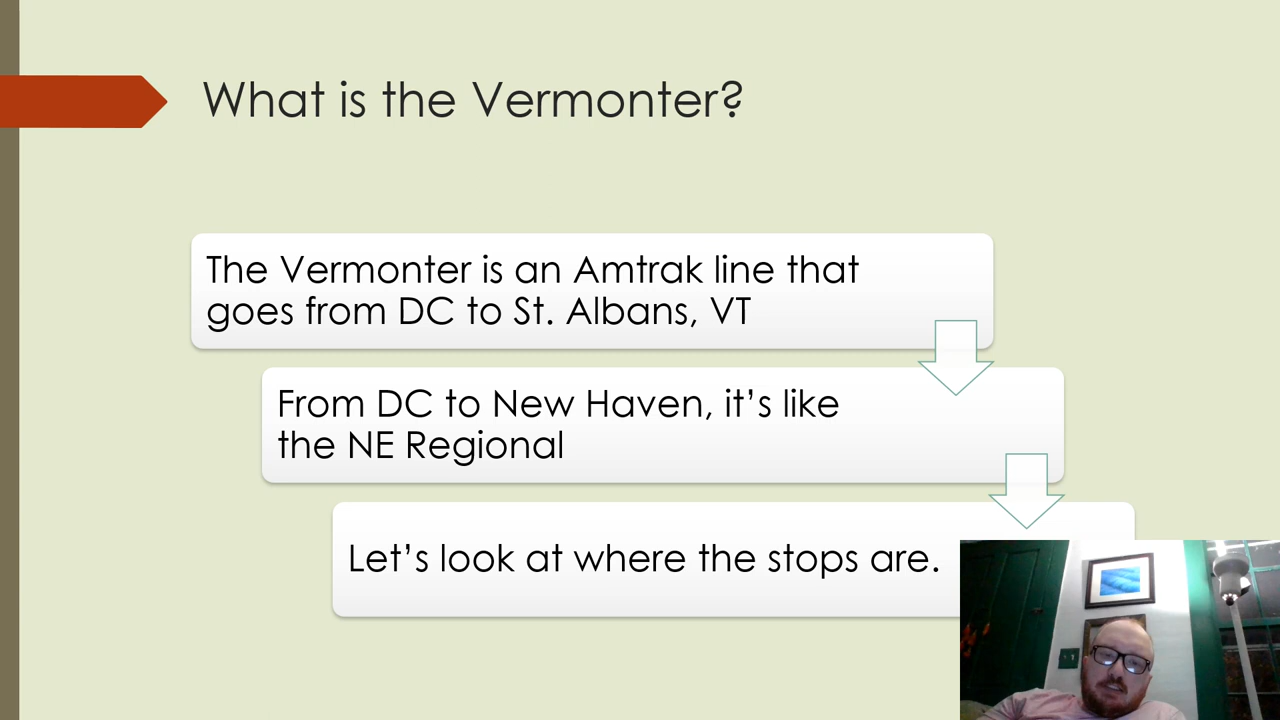 What is the Vermonter?
The Vermonter is an Amtrak line that
goes from DC to St. Albans, VT
From DC to New Haven, it’s like
the NE Regional
Let’s look at where the stops are.